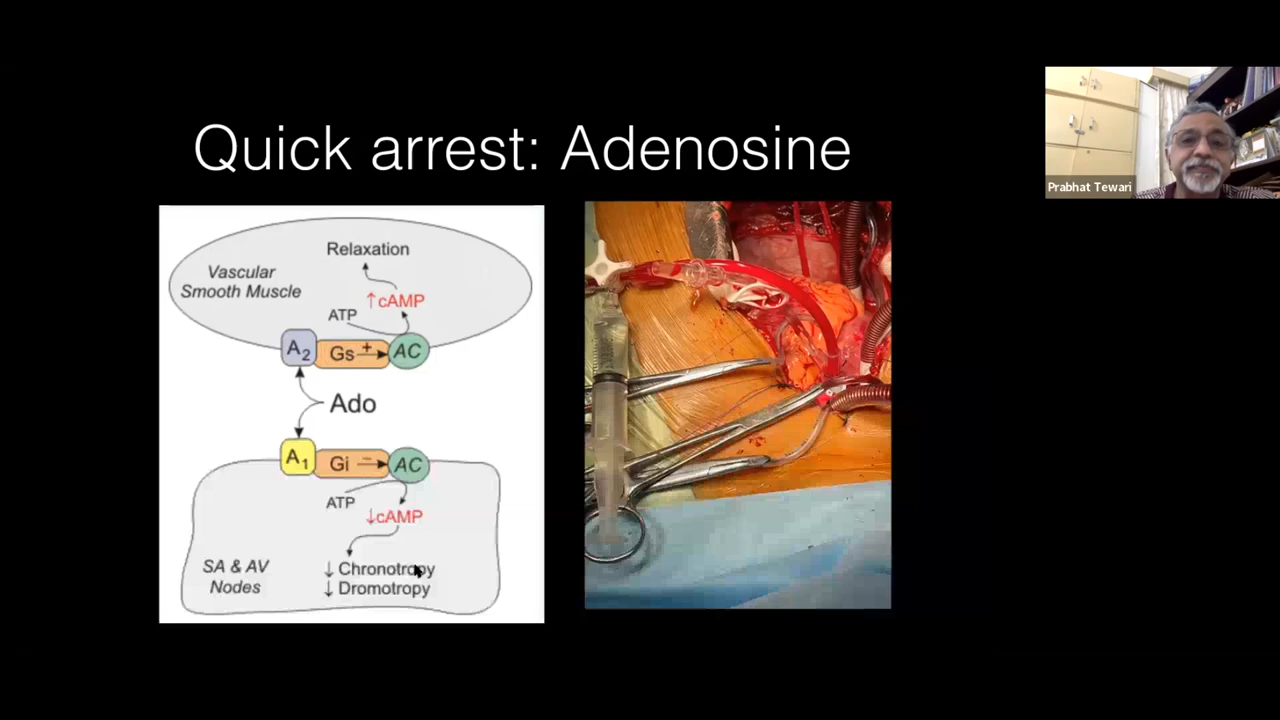 Quick arrest: Adenosine
Prabhat Tewari
Relaxation
Vascular
Smooth Muscle
↑cAMP
ATP
A2
Gs
+
AC
Ado
A1
Gi
−
AC
ATP
↓cAMP
SA & AV
Nodes
↓ Chronotropy
↓ Dromotropy